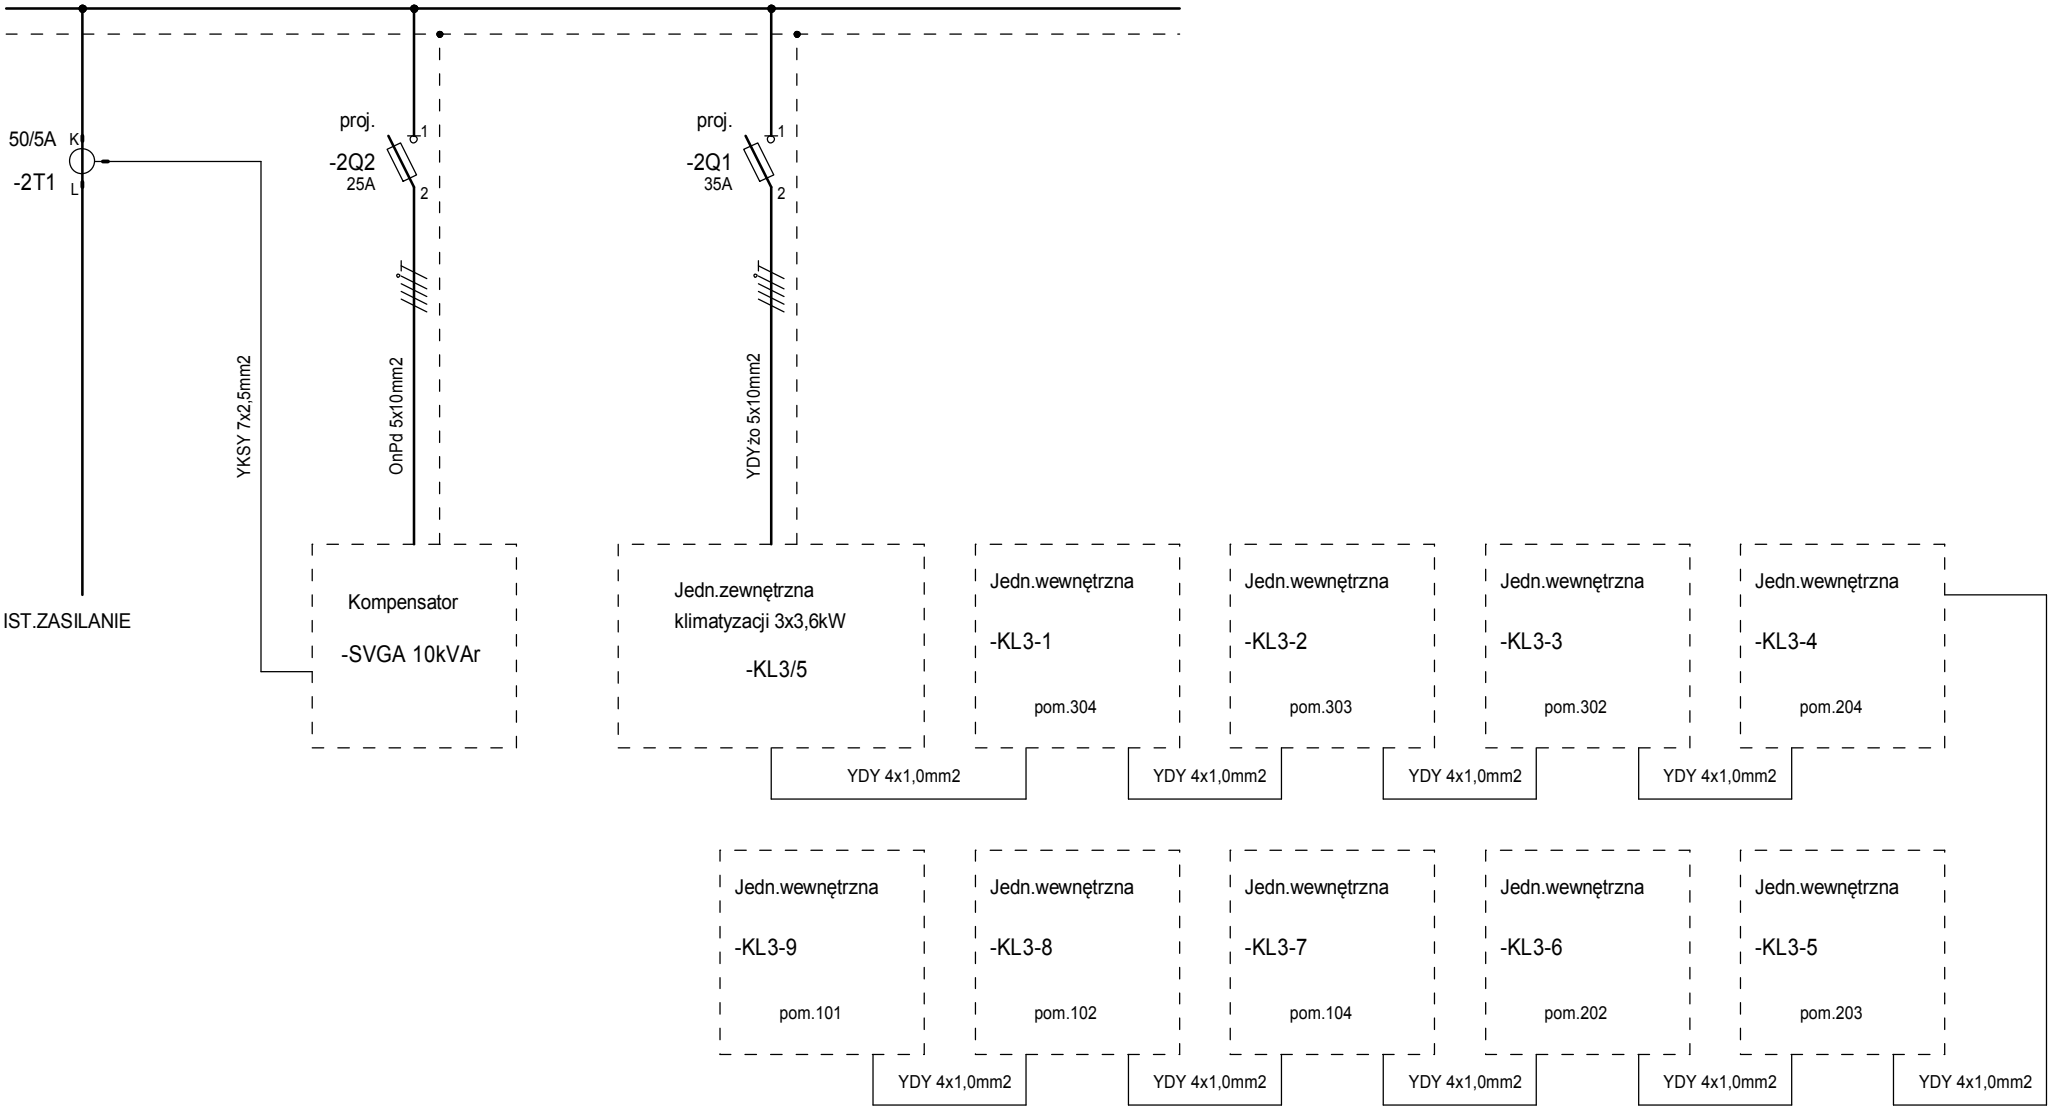 50/5A
K
-2T1
L
proj.
1
-2Q2
25A
2
proj.
1
-2Q1
35A
2
YKSY 7x2,5mm2
OnPd 5x10mm2
YDYżo 5x10mm2
IST.ZASILANIE
Kompensator
-SVGA 10kVAr
Jedn.zewnętrzna
klimatyzacji 3x3,6kW
-KL3/5
Jedn.wewnętrzna
-KL3-1
pom.304
Jedn.wewnętrzna
-KL3-2
pom.303
Jedn.wewnętrzna
-KL3-3
pom.302
Jedn.wewnętrzna
-KL3-4
pom.204
YDY 4x1,0mm2
YDY 4x1,0mm2
YDY 4x1,0mm2
YDY 4x1,0mm2
Jedn.wewnętrzna
-KL3-9
pom.101
Jedn.wewnętrzna
-KL3-8
pom.102
Jedn.wewnętrzna
-KL3-7
pom.104
Jedn.wewnętrzna
-KL3-6
pom.202
Jedn.wewnętrzna
-KL3-5
pom.203
YDY 4x1,0mm2
YDY 4x1,0mm2
YDY 4x1,0mm2
YDY 4x1,0mm2
YDY 4x1,0mm2